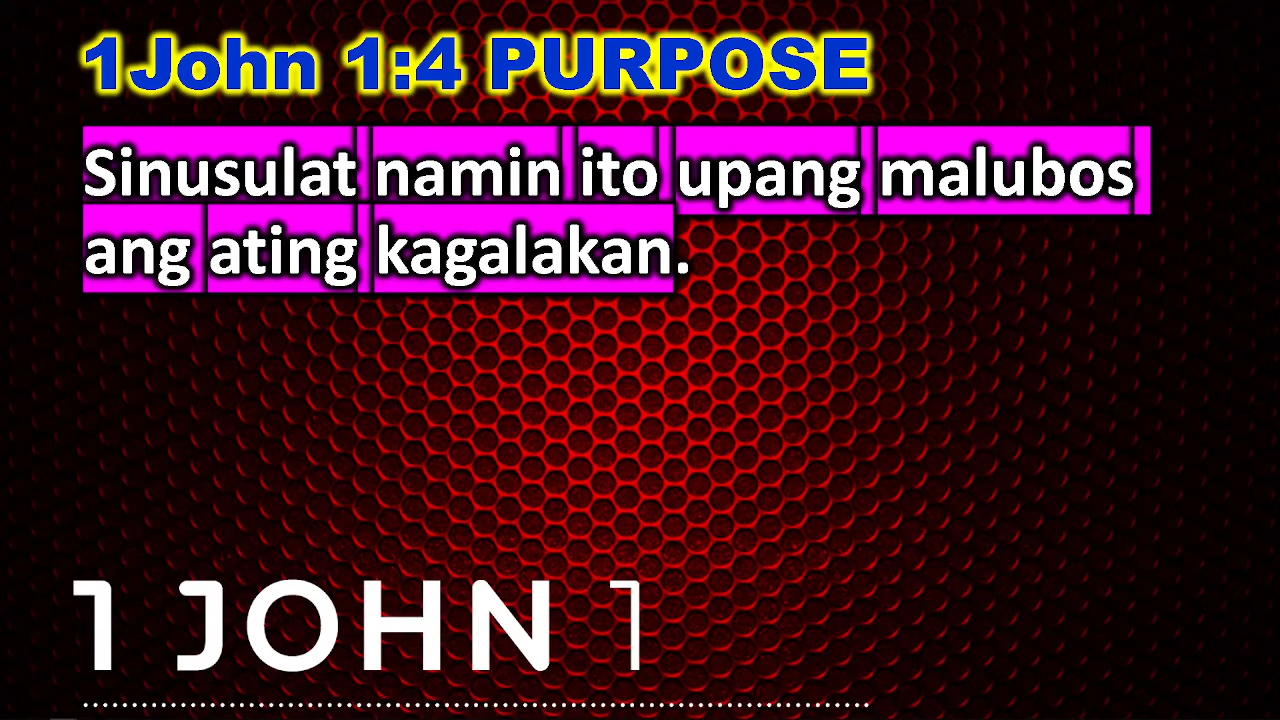 1John 1:4 PURPOSE
Sinusulat namin ito upang malubos
ang ating kagalakan.
1 JOHN 1